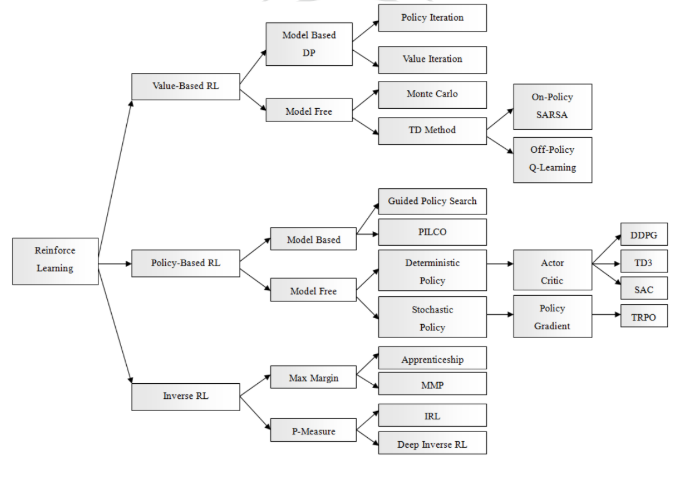 Reinforce
Learning
Value-Based RL
Policy-Based RL
Inverse RL
Model Based
DP
Model Free
Model Based
Model Free
Max Margin
P-Measure
Policy Iteration
Value Iteration
Monte Carlo
TD Method
Guided Policy Search
PILCO
Deterministic
Policy
Stochastic
Policy
Apprenticeship
MMP
IRL
Deep Inverse RL
On-Policy
SARSA
Off-Policy
Q-Learning
Actor
Critic
Policy
Gradient
DDPG
TD3
SAC
TRPO